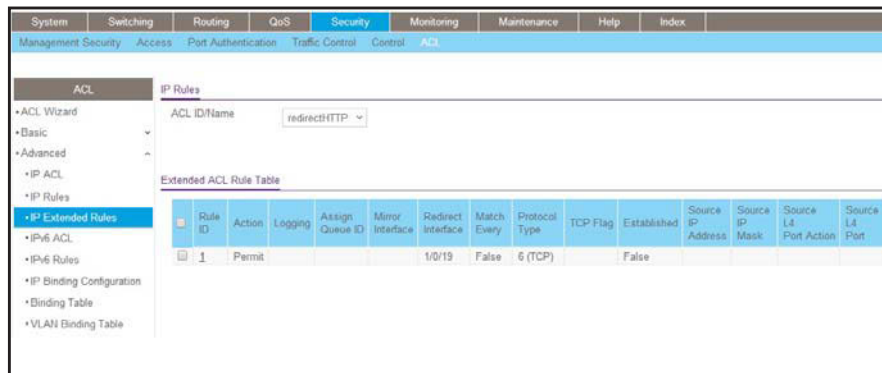 System Switching Routing QoS Security Monitoring Maintenance Help Index
Management Security Access Port Authentication Traffic Control Control ACL
ACL
• ACL Wizard
• Basic
• Advanced
• IP ACL
• IP Rules
• IP Extended Rules
• IPv6 ACL
• IPv6 Rules
• IP Binding Configuration
• Binding Table
• VLAN Binding Table
IP Rules
ACL ID/Name redirectHTTP
Extended ACL Rule Table
Rule ID Action Logging Assign Queue ID Mirror Interface Redirect Interface Match Every Protocol Type TCP Flag Established Source IP Address Source IP Mask Source L4 Port Action Source L4 Port
1 Permit 1/0/19 False 6 (TCP) False